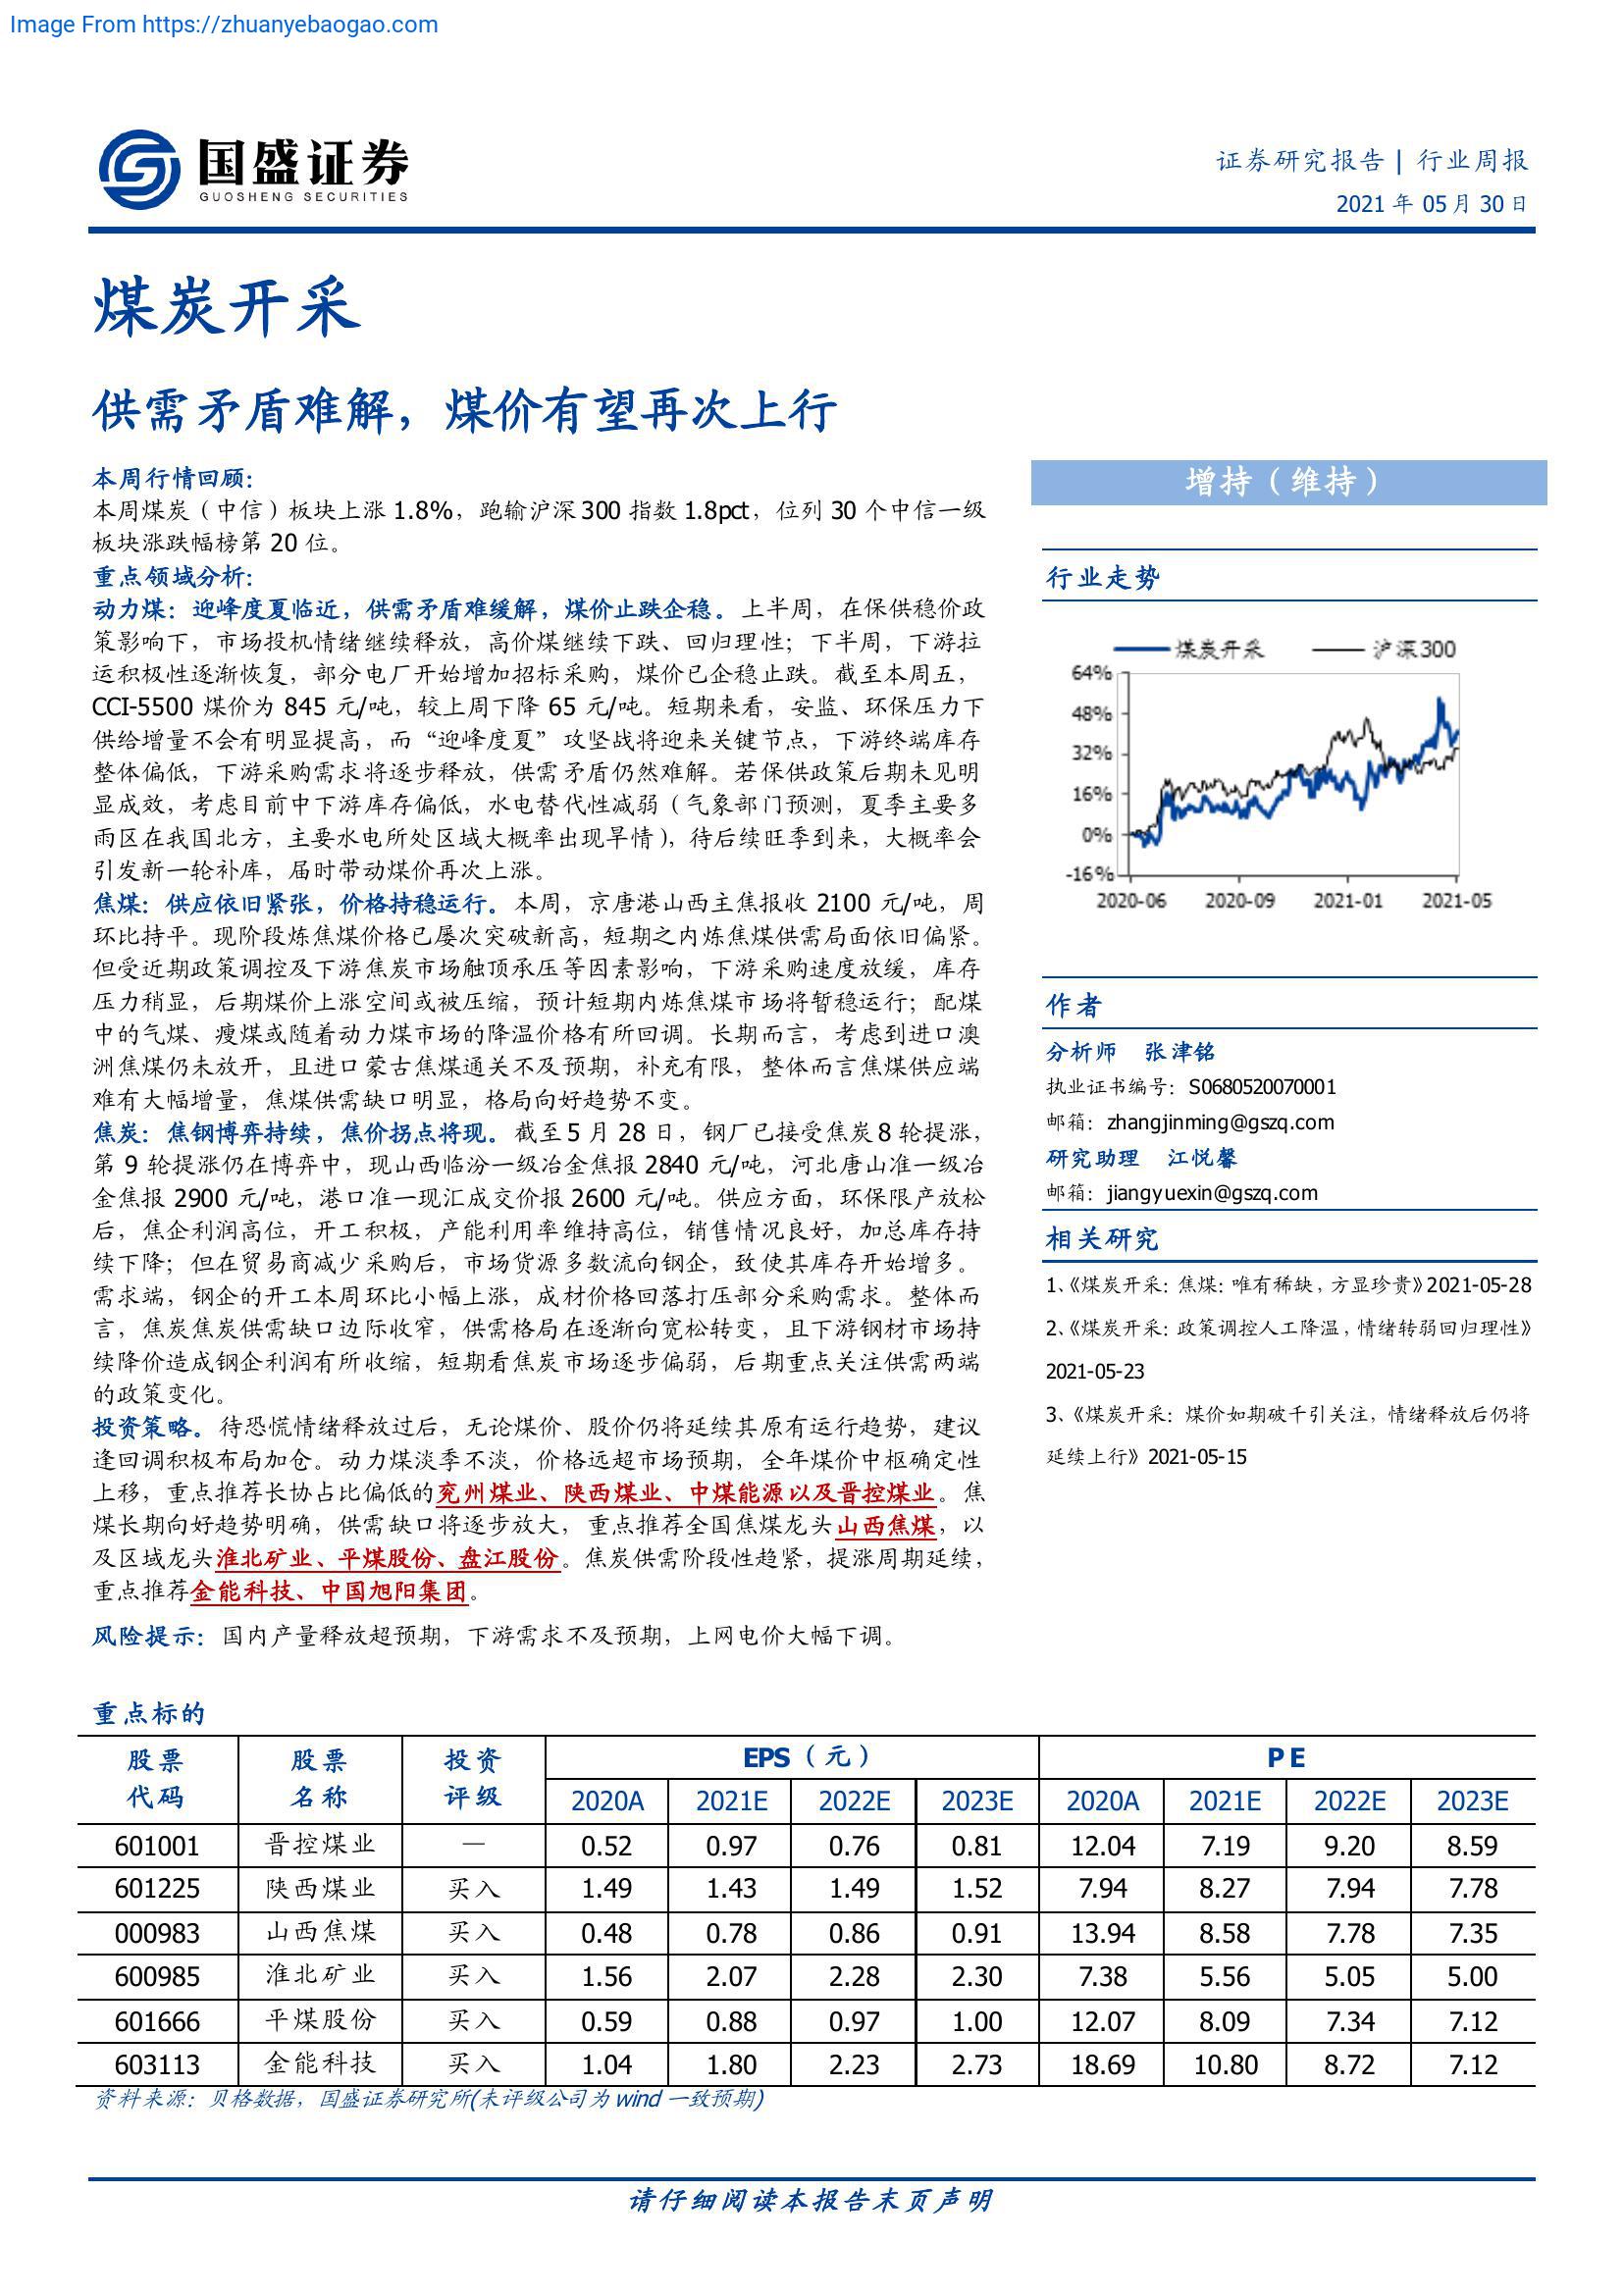 Image From https://zhuanyebaogao.com
国盛证券
GUOSHENG SECURITIES
证券研究报告 | 行业周报
2021 年 05 月 30 日
煤炭开采
供需矛盾难解，煤价有望再次上行
本周行情回顾：
本周煤炭（中信）板块上涨 1.8%，跑输沪深 300 指数 1.8pct，位列 30 个中信一级
板块涨跌幅榜第 20 位。
重点领域分析：
动力煤：迎峰度夏临近，供需矛盾难缓解，煤价止跌企稳。上半周，在保供稳价政
策影响下，市场投机情绪继续释放，高价煤继续下跌、回归理性；下半周，下游拉
运积极性逐渐恢复，部分电厂开始增加招标采购，煤价已企稳止跌。截至本周五，
CCI-5500 煤价为 845 元/吨，较上周下降 65 元/吨。短期来看，安监、环保压力下
供给增量不会有明显提高，而“迎峰度夏”攻坚战将迎来关键节点，下游终端库存
整体偏低，下游采购需求将逐步释放，供需矛盾仍然难解。若保供政策后期未见明
显成效，考虑目前中下游库存偏低，水电替代性减弱（气象部门预测，夏季主要多
雨区在我国北方，主要水电所处区域大概率出现旱情），待后续旺季到来，大概率会
引发新一轮补库，届时带动煤价再次上涨。
焦煤：供应依旧紧张，价格持稳运行。本周，京唐港山西主焦报收 2100 元/吨，周
环比持平。现阶段炼焦煤价格已屡次突破新高，短期之内炼焦煤供需局面依旧偏紧。
但受近期政策调控及下游焦炭市场触顶承压等因素影响，下游采购速度放缓，库存
压力稍显，后期煤价上涨空间或被压缩，预计短期内炼焦煤市场将暂稳运行；配煤
中的气煤、瘦煤或随着动力煤市场的降温价格有所回调。长期而言，考虑到进口澳
洲焦煤仍未放开，且进口蒙古焦煤通关不及预期，补充有限，整体而言焦煤供应端
难有大幅增量，焦煤供需缺口明显，格局向好趋势不变。
焦炭：焦钢博弈持续，焦价拐点将现。截至 5 月 28 日，钢厂已接受焦炭 8 轮提涨，
第 9 轮提涨仍在博弈中，现山西临汾一级冶金焦报 2840 元/吨，河北唐山准一级冶
金焦报 2900 元/吨，港口准一现汇成交价报 2600 元/吨。供应方面，环保限产放松
后，焦企利润高位，开工积极，产能利用率维持高位，销售情况良好，加总库存持
续下降；但在贸易商减少采购后，市场货源多数流向钢企，致使其库存开始增多。
需求端，钢企的开工本周环比小幅上涨，成材价格回落打压部分采购需求。整体而
言，焦炭焦炭供需缺口边际收窄，供需格局在逐渐向宽松转变，且下游钢材市场持
续降价造成钢企利润有所收缩，短期看焦炭市场逐步偏弱，后期重点关注供需两端
的政策变化。
投资策略。待恐慌情绪释放过后，无论煤价、股价仍将延续其原有运行趋势，建议
逢回调积极布局加仓。动力煤淡季不淡，价格远超市场预期，全年煤价中枢确定性
上移，重点推荐长协占比偏低的兖州煤业、陕西煤业、中煤能源以及晋控煤业。焦
煤长期向好趋势明确，供需缺口将逐步放大，重点推荐全国焦煤龙头山西焦煤，以
及区域龙头淮北矿业、平煤股份、盘江股份。焦炭供需阶段性趋紧，提涨周期延续，
重点推荐金能科技、中国旭阳集团。
风险提示：国内产量释放超预期，下游需求不及预期，上网电价大幅下调。
增持（维持）
行业走势
煤炭开采 沪深300
64%
48%
32%
16%
0%
-16%
2020-06 2020-09 2021-01 2021-05
作者
分析师 张津铭
执业证书编号：S0680520070001
邮箱：zhangjinming@gszq.com
研究助理 江悦馨
邮箱：jiangyuexin@gszq.com
相关研究
1、《煤炭开采：焦煤：唯有稀缺，方显珍贵》2021-05-28
2、《煤炭开采：政策调控人工降温，情绪转弱回归理性》
2021-05-23
3、《煤炭开采：煤价如期破千引关注，情绪释放后仍将
延续上行》2021-05-15
重点标的
股票 股票 投资 EPS（元） P E
代码 名称 评级 2020A 2021E 2022E 2023E 2020A 2021E 2022E 2023E
601001 晋控煤业 — 0.52 0.97 0.76 0.81 12.04 7.19 9.20 8.59
601225 陕西煤业 买入 1.49 1.43 1.49 1.52 7.94 8.27 7.94 7.78
000983 山西焦煤 买入 0.48 0.78 0.86 0.91 13.94 8.58 7.78 7.35
600985 淮北矿业 买入 1.56 2.07 2.28 2.30 7.38 5.56 5.05 5.00
601666 平煤股份 买入 0.59 0.88 0.97 1.00 12.07 8.09 7.34 7.12
603113 金能科技 买入 1.04 1.80 2.23 2.73 18.69 10.80 8.72 7.12
资料来源：贝格数据，国盛证券研究所(未评级公司为 wind 一致预期)
请仔细阅读本报告末页声明